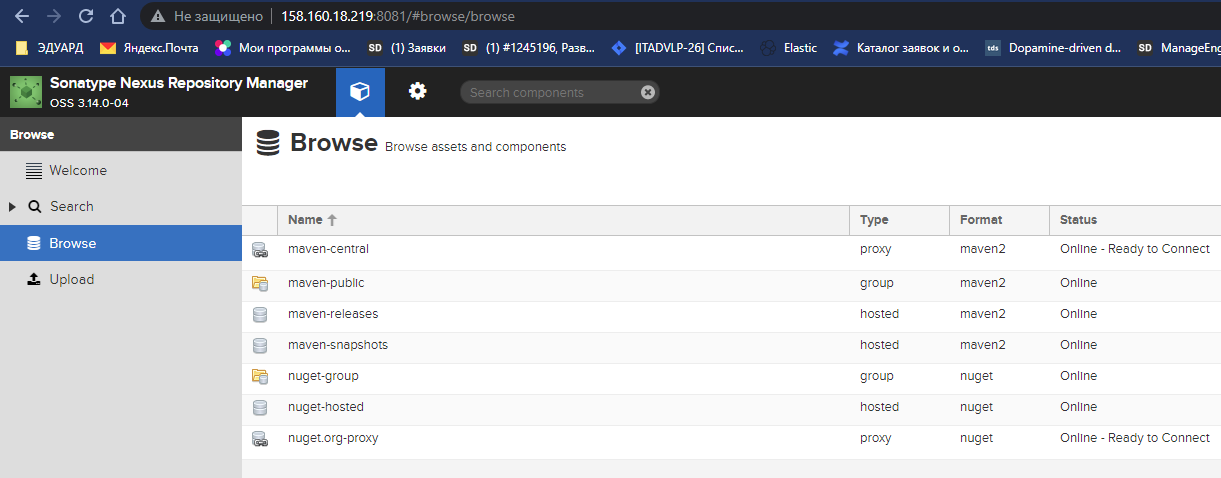 Не защищено 158.160.18.219:8081/#browse/browse
ЭДУАРД Яндекс.Почта Мои программы о... SD (1) Заявки SD (1) #1245196, Разв... [ITADVLP-26] Спис... Elastic Каталог заявок и о... tds Dopamine-driven d... SD ManageEng
Sonatype Nexus Repository Manager
OSS 3.14.0-04
Search components
Browse
Welcome
Search
Browse
Upload
Browse Browse assets and components
Name Type Format Status
maven-central proxy maven2 Online - Ready to Connect
maven-public group maven2 Online
maven-releases hosted maven2 Online
maven-snapshots hosted maven2 Online
nuget-group group nuget Online
nuget-hosted hosted nuget Online
nuget.org-proxy proxy nuget Online - Ready to Connect